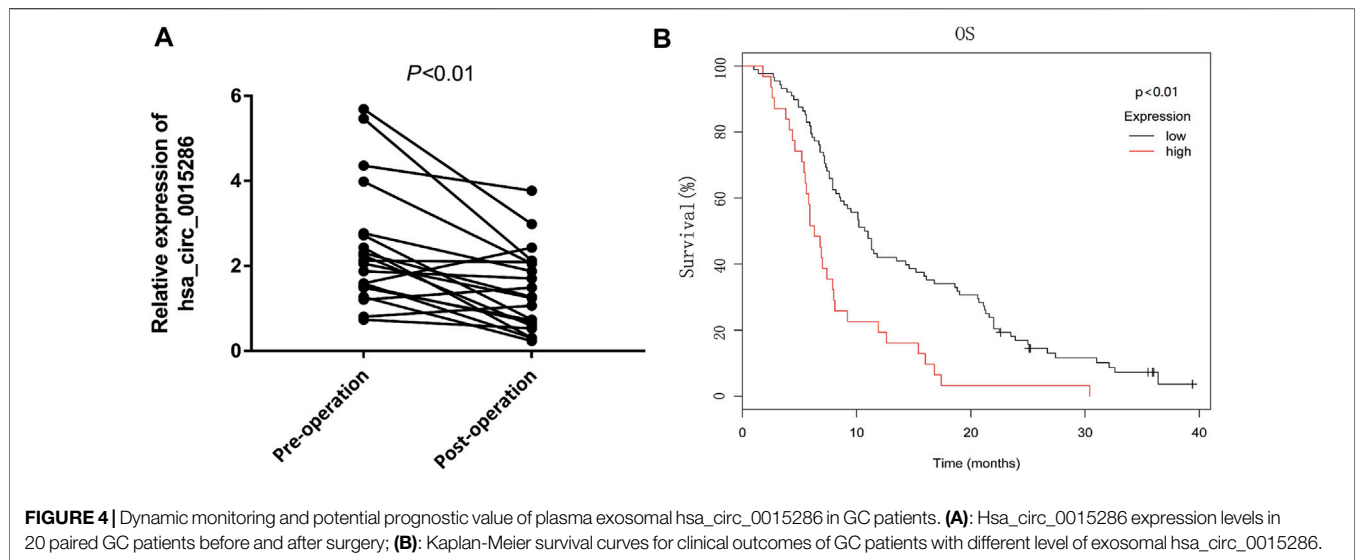 A
P<0.01
Relative expression of
hsa_circ_0015286
6
4
2
0
Pre-operation
Post-operation
B
OS
p<0.01
Expression
low
high
Survival(%)
100
80
60
40
20
0
0 10 20 30 40
Time (months)
FIGURE 4 | Dynamic monitoring and potential prognostic value of plasma exosomal hsa_circ_0015286 in GC patients. (A): Hsa_circ_0015286 expression levels in
20 paired GC patients before and after surgery; (B): Kaplan-Meier survival curves for clinical outcomes of GC patients with different level of exosomal hsa_circ_0015286.